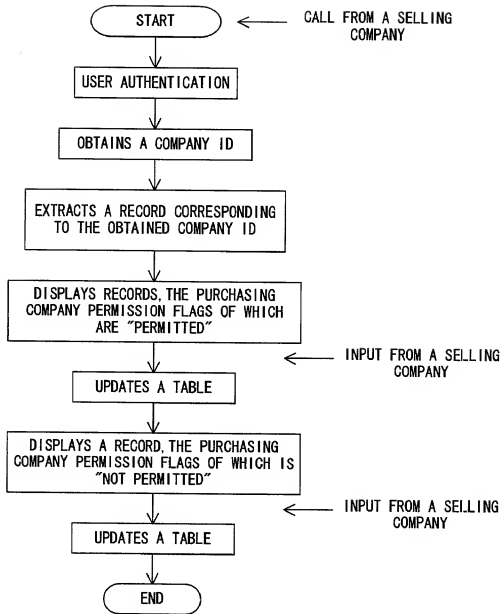 START
CALL FROM A SELLING
COMPANY
USER AUTHENTICATION
OBTAINS A COMPANY ID
EXTRACTS A RECORD CORRESPONDING
TO THE OBTAINED COMPANY ID
DISPLAYS RECORDS, THE PURCHASING
COMPANY PERMISSION FLAGS OF WHICH
ARE "PERMITTED"
INPUT FROM A SELLING
COMPANY
UPDATES A TABLE
DISPLAYS A RECORD, THE PURCHASING
COMPANY PERMISSION FLAGS OF WHICH IS
"NOT PERMITTED"
INPUT FROM A SELLING
COMPANY
UPDATES A TABLE
END